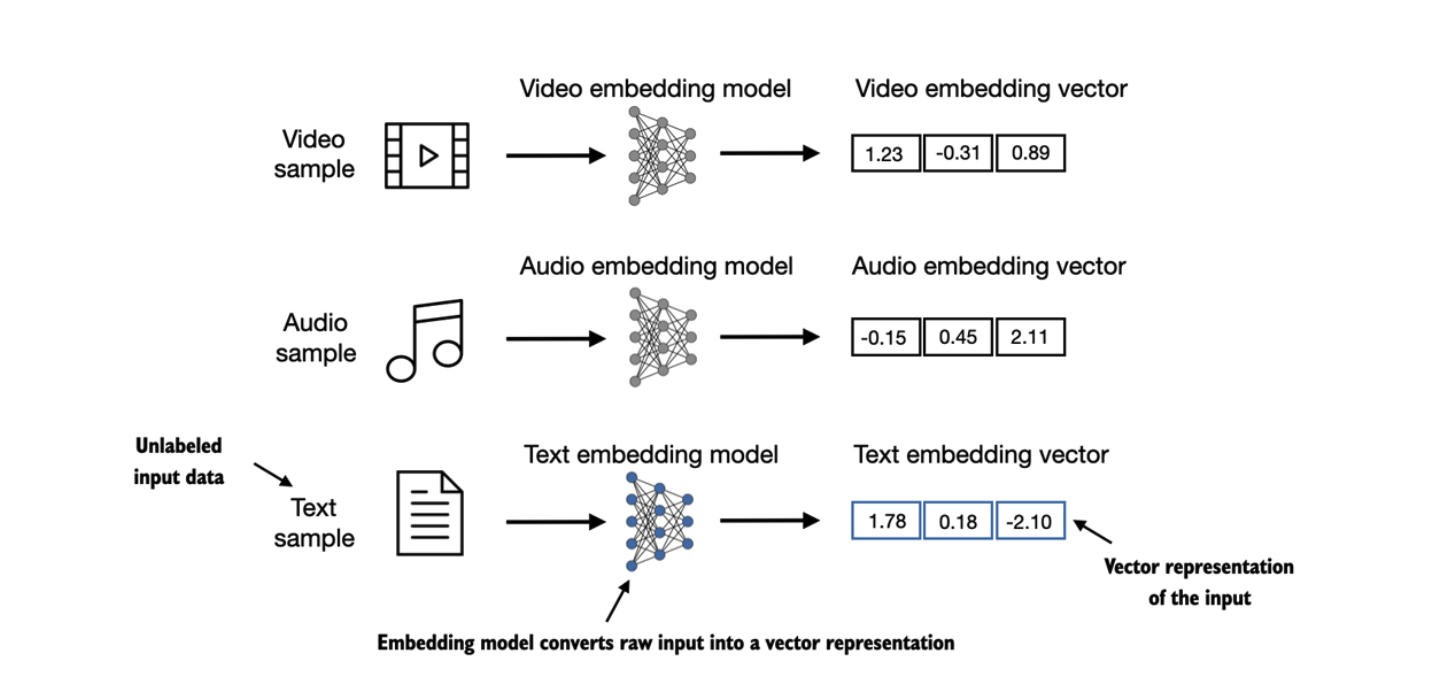 Video embedding model
Video embedding vector
Video
sample
1.23
-0.31
0.89
Audio embedding model
Audio embedding vector
Audio
sample
-0.15
0.45
2.11
Unlabeled
input data
Text embedding model
Text embedding vector
Text
sample
1.78
0.18
-2.10
Vector representation
of the input
Embedding model converts raw input into a vector representation